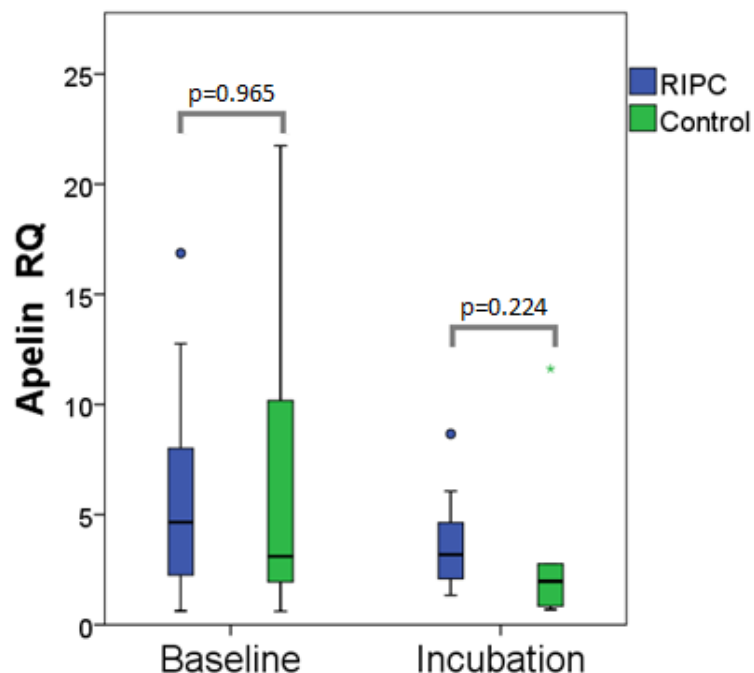 25
20
15
10
5
0
Apelin RQ
p=0.965
p=0.224
RIPC
Control
Baseline
Incubation